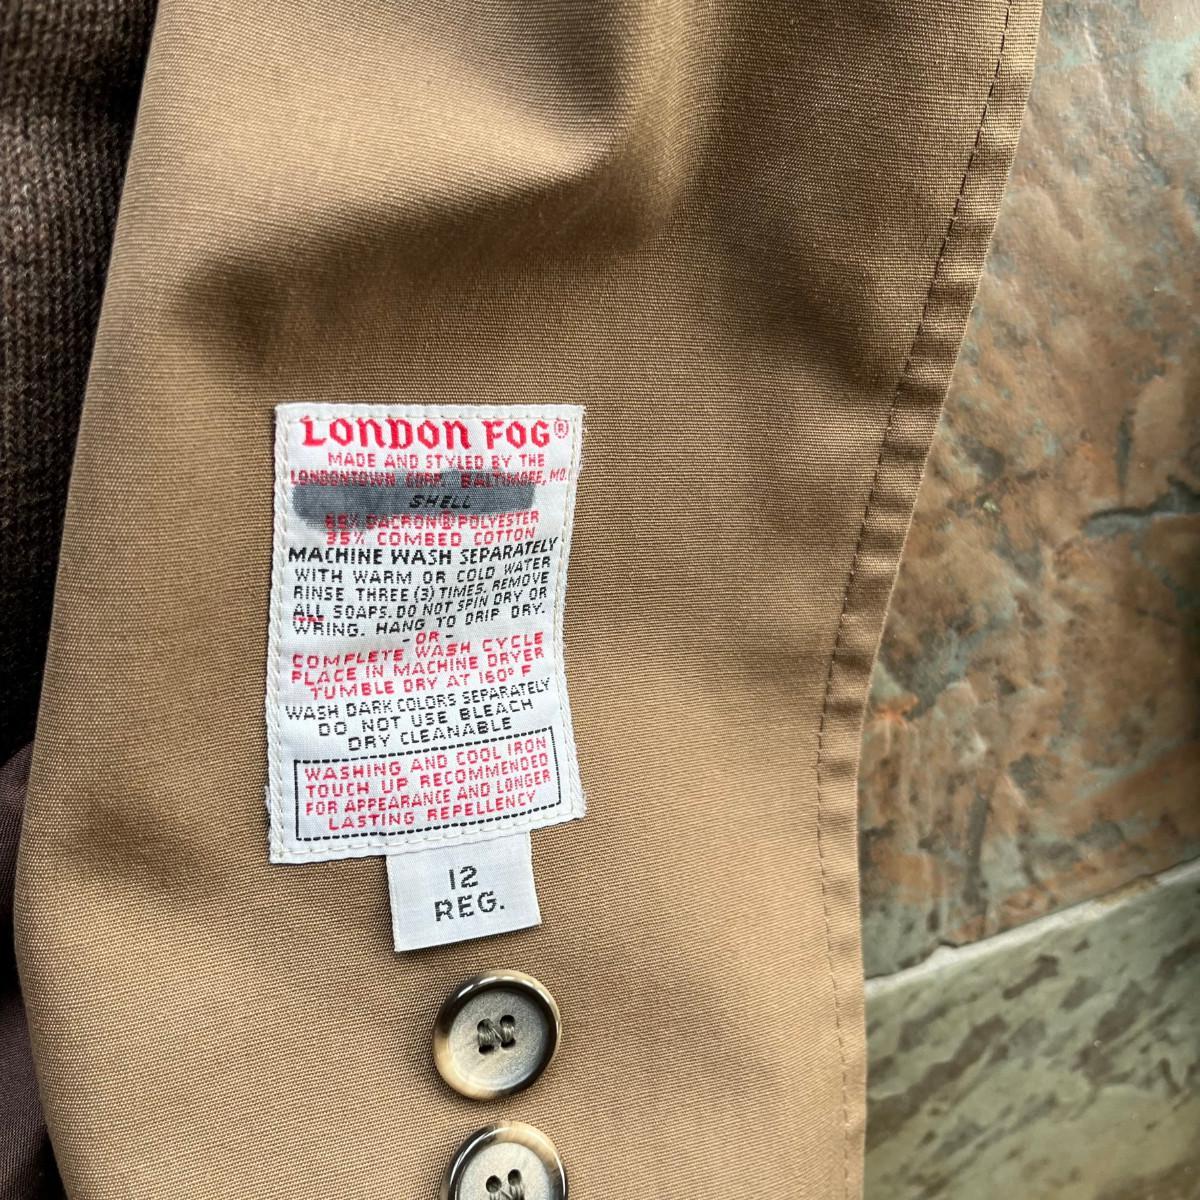 LONDON FOG®
MADE AND STYLED BY THE
LONDONTOWN CORP. BALTIMORE, MD.
SHELL
65% DACRON® POLYESTER
35% COMBED COTTON
MACHINE WASH SEPARATELY
WITH WARM OR COLD WATER
RINSE THREE (3) TIMES. REMOVE
ALL SOAPS. DO NOT SPIN DRY OR
WRING. HANG TO DRIP DRY.
- OR -
COMPLETE WASH CYCLE
PLACE IN MACHINE DRYER
TUMBLE DRY AT 160° F
WASH DARK COLORS SEPARATELY
DO NOT USE BLEACH
DRY CLEANABLE
WASHING AND COOL IRON
TOUCH UP RECOMMENDED
FOR APPEARANCE AND LONGER
LASTING REPELLENCY
12
REG.